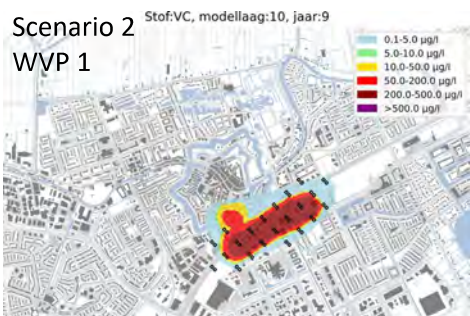 Scenario 2
WVP 1
Stof:VC, modellaag:10, jaar:9
0.1-5.0 µg/l
5.0-10.0 µg/l
10.0-50.0 µg/l
50.0-200.0 µg/l
200.0-500.0 µg/l
>500.0 µg/l